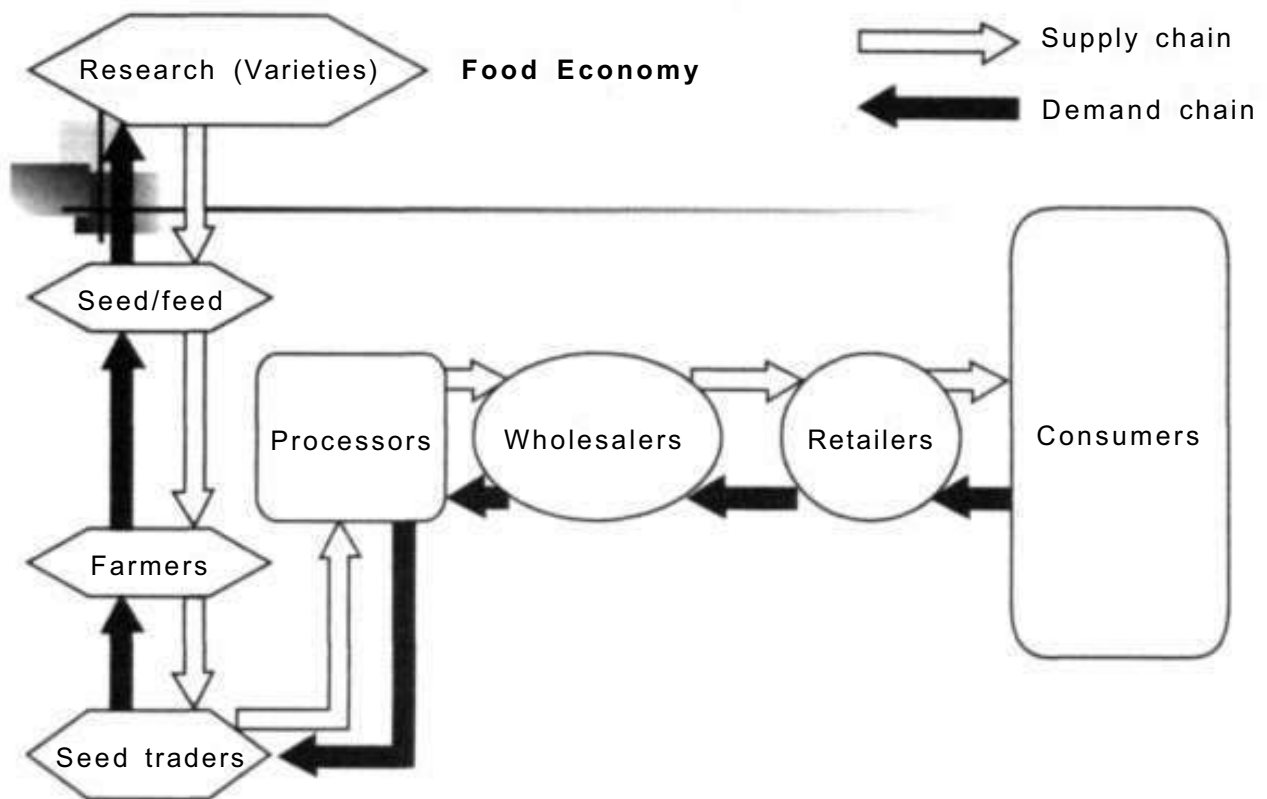 Research (Varieties)
Food Economy
Supply chain
Demand chain
Seed/feed
Processors
Wholesalers
Retailers
Consumers
Farmers
Seed traders